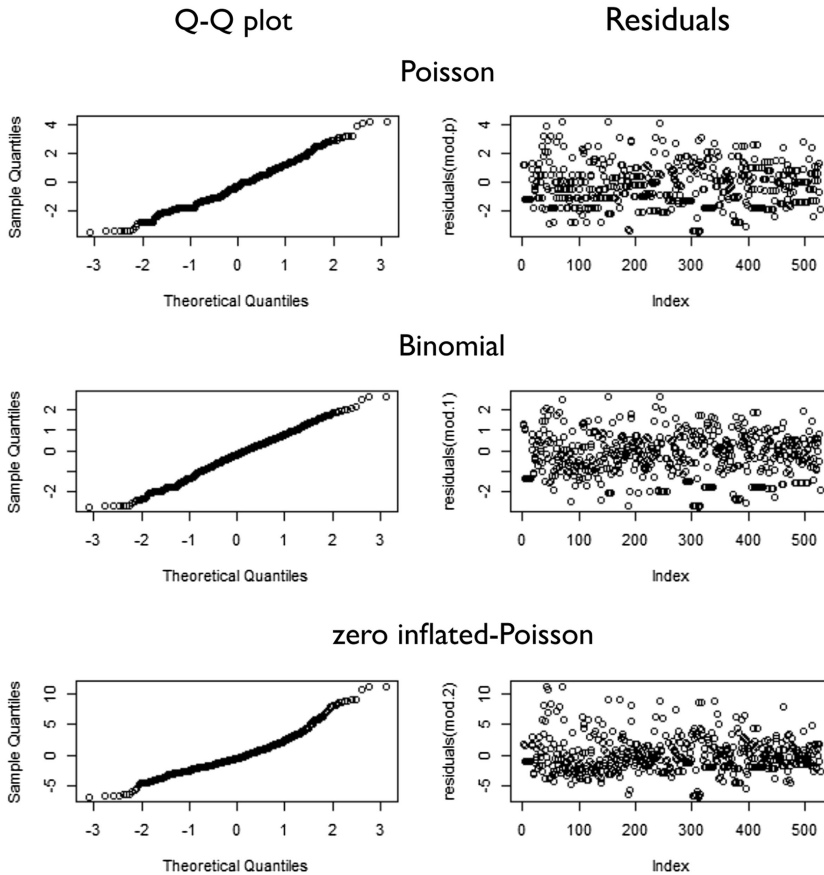 Q-Q plot
Residuals
Poisson
Sample Quantiles
4
2
0
-2
-3 -2 -1 0 1 2 3
Theoretical Quantiles
residuals(mod.p)
4
2
0
-2
0 100 200 300 400 500
Index
Binomial
Sample Quantiles
2
1
0
-2
-3 -2 -1 0 1 2 3
Theoretical Quantiles
residuals(mod.1)
2
1
0
-2
0 100 200 300 400 500
Index
zero inflated-Poisson
Sample Quantiles
10
5
0
-5
-3 -2 -1 0 1 2 3
Theoretical Quantiles
residuals(mod.2)
10
5
0
-5
0 100 200 300 400 500
Index